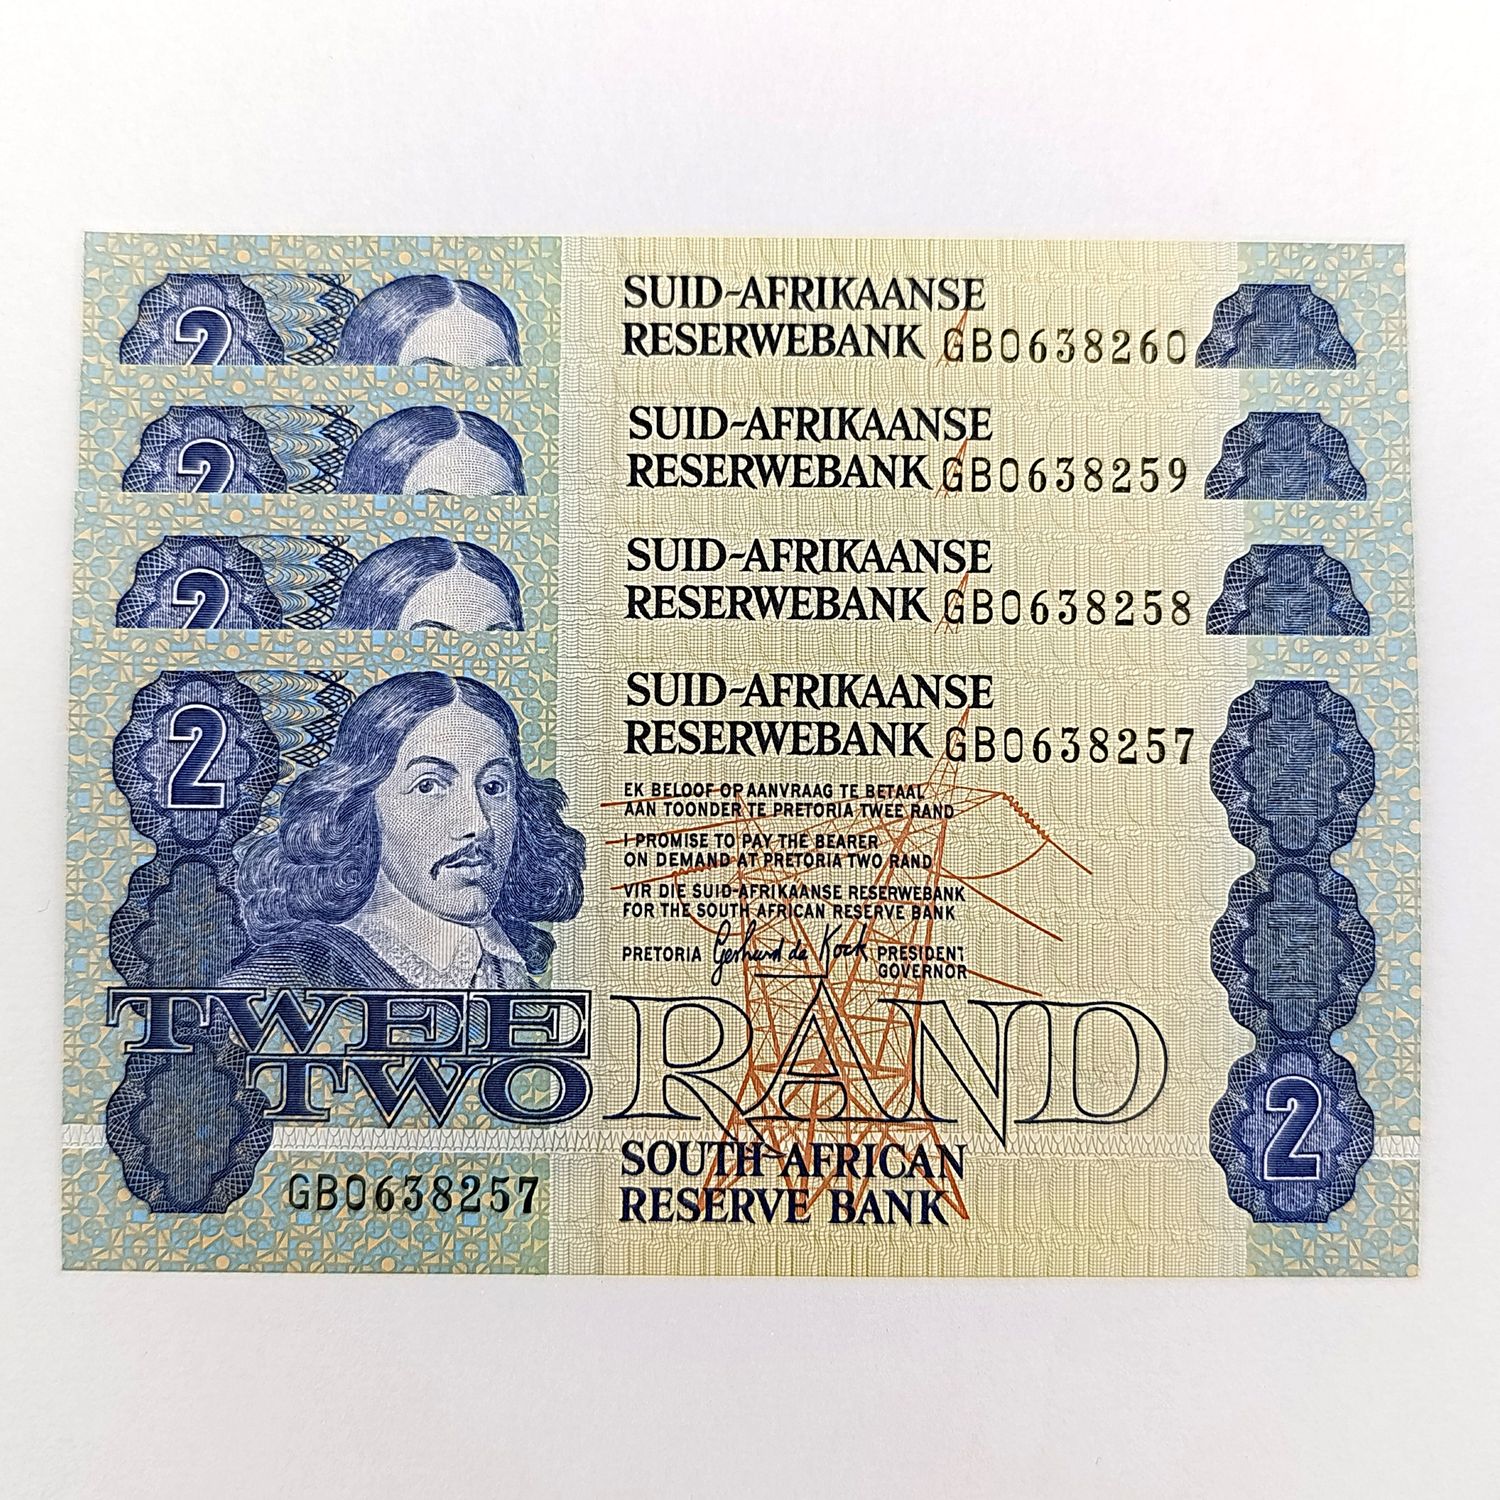 2
SUID-AFRIKAANSE
RESERWEBANK GB0638260
2
SUID-AFRIKAANSE
RESERWEBANK GB0638259
2
SUID-AFRIKAANSE
RESERWEBANK GB0638258
2
SUID-AFRIKAANSE
RESERWEBANK GB0638257
EK BELOOF OP AANVRAAG TE BETAAL
AAN TOONDER TE PRETORIA TWEE RAND
I PROMISE TO PAY THE BEARER
ON DEMAND AT PRETORIA TWO RAND
VIR DIE SUID-AFRIKAANSE RESERWEBANK
FOR THE SOUTH AFRICAN RESERVE BANK
PRETORIA Gerhard de Kock PRESIDENT
GOVERNOR
TWEE
TWO RAND
2
SOUTH-AFRICAN
RESERVE BANK
GB0638257